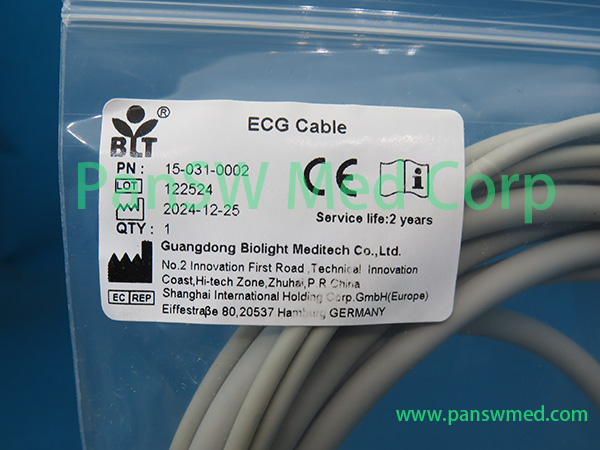 BLT ®
ECG Cable
PN : 15-031-0002
LOT 122524
2024-12-25
QTY : 1
CE
i
Service life:2 years
Guangdong Biolight Meditech Co.,Ltd.
No.2 Innovation First Road ,Technical Innovation
Coast,Hi-tech Zone,Zhuhai,P R China
EC REP
Shanghai International Holding Corp.GmbH(Europe)
Eiffestraße 80,20537 Hamburg GERMANY
PanSW Med Corp
www.panswmed.com